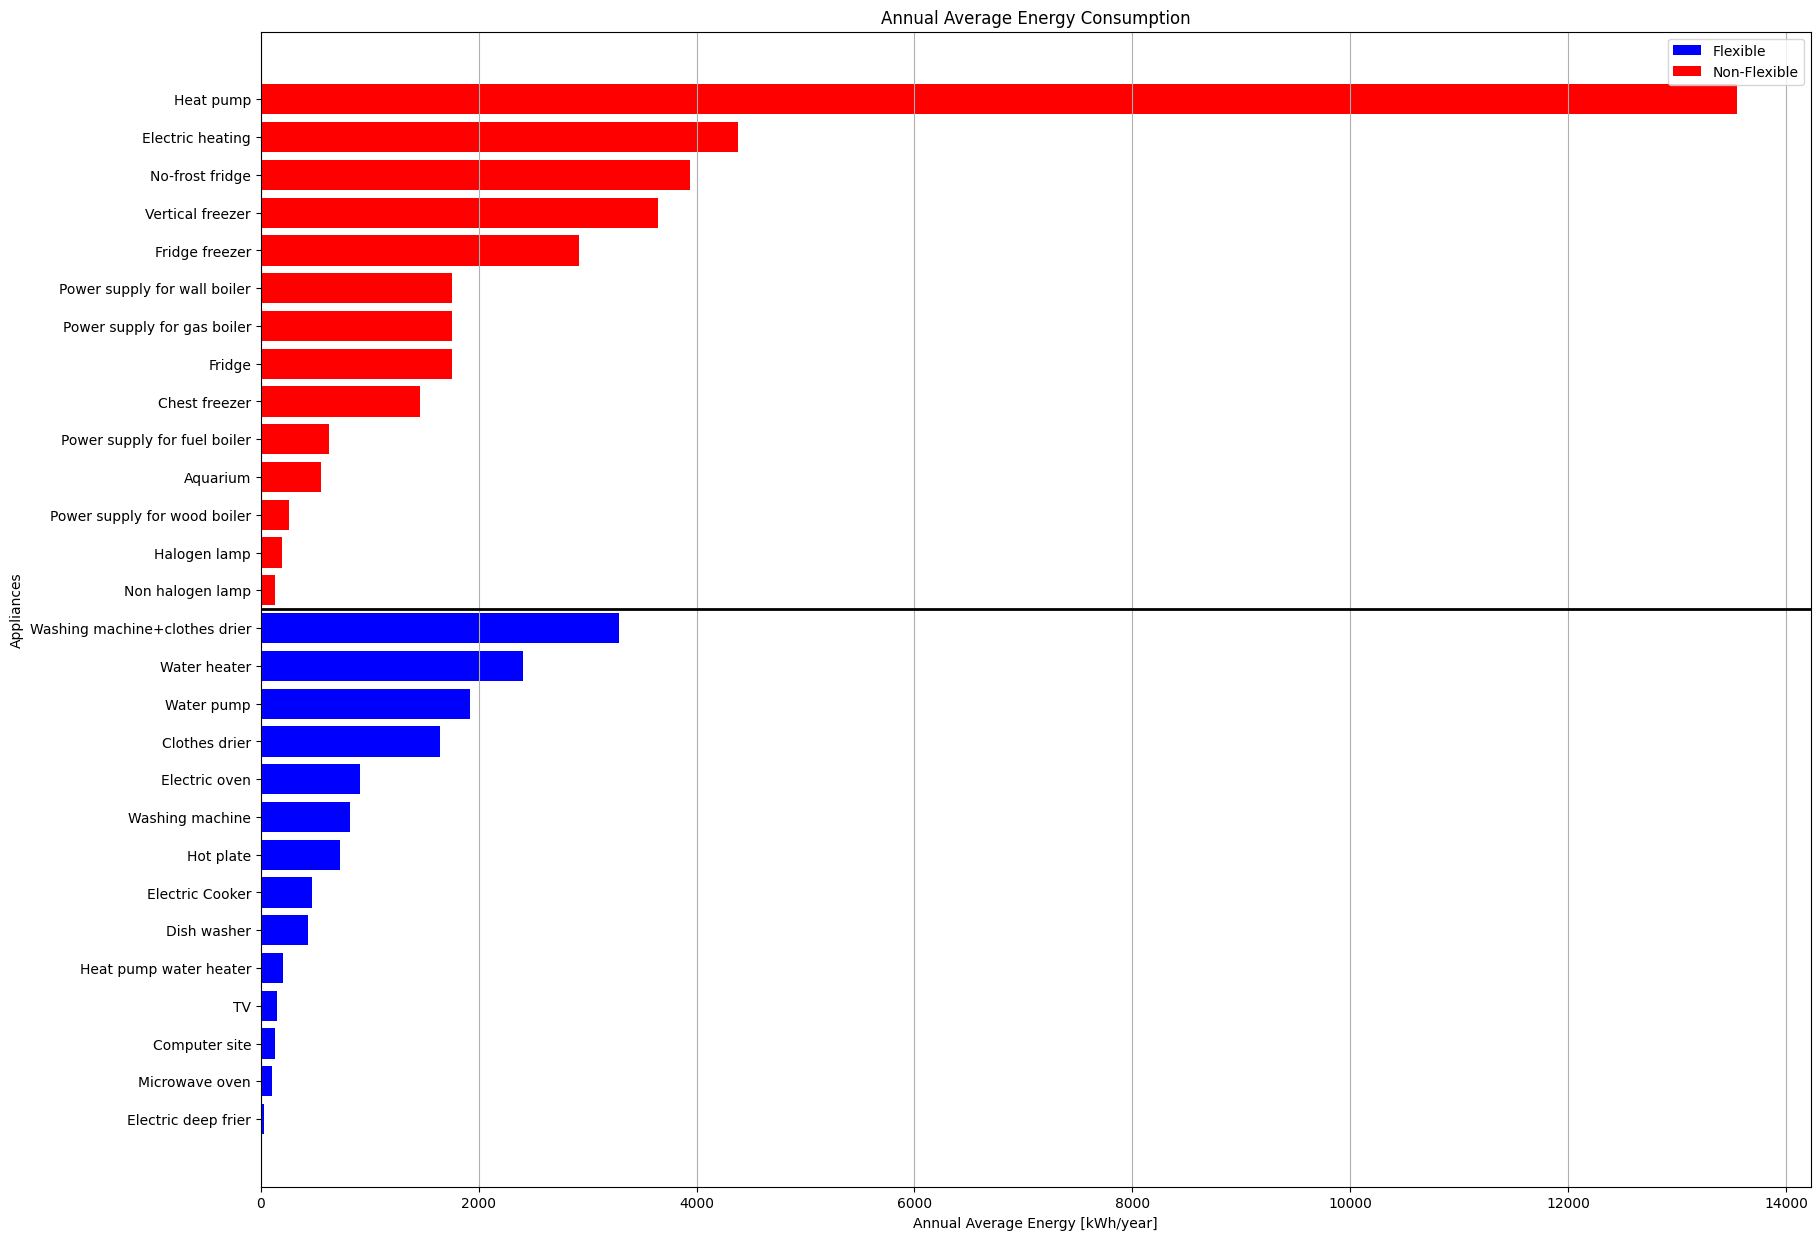 Annual Average Energy Consumption
Flexible
Non-Flexible
Heat pump
Electric heating
No-frost fridge
Vertical freezer
Fridge freezer
Power supply for wall boiler
Power supply for gas boiler
Fridge
Chest freezer
Power supply for fuel boiler
Aquarium
Power supply for wood boiler
Halogen lamp
Non halogen lamp
Washing machine+clothes drier
Water heater
Water pump
Clothes drier
Electric oven
Washing machine
Hot plate
Electric Cooker
Dish washer
Heat pump water heater
TV
Computer site
Microwave oven
Electric deep frier
Appliances
0 2000 4000 6000 8000 10000 12000 14000
Annual Average Energy [kWh/year]